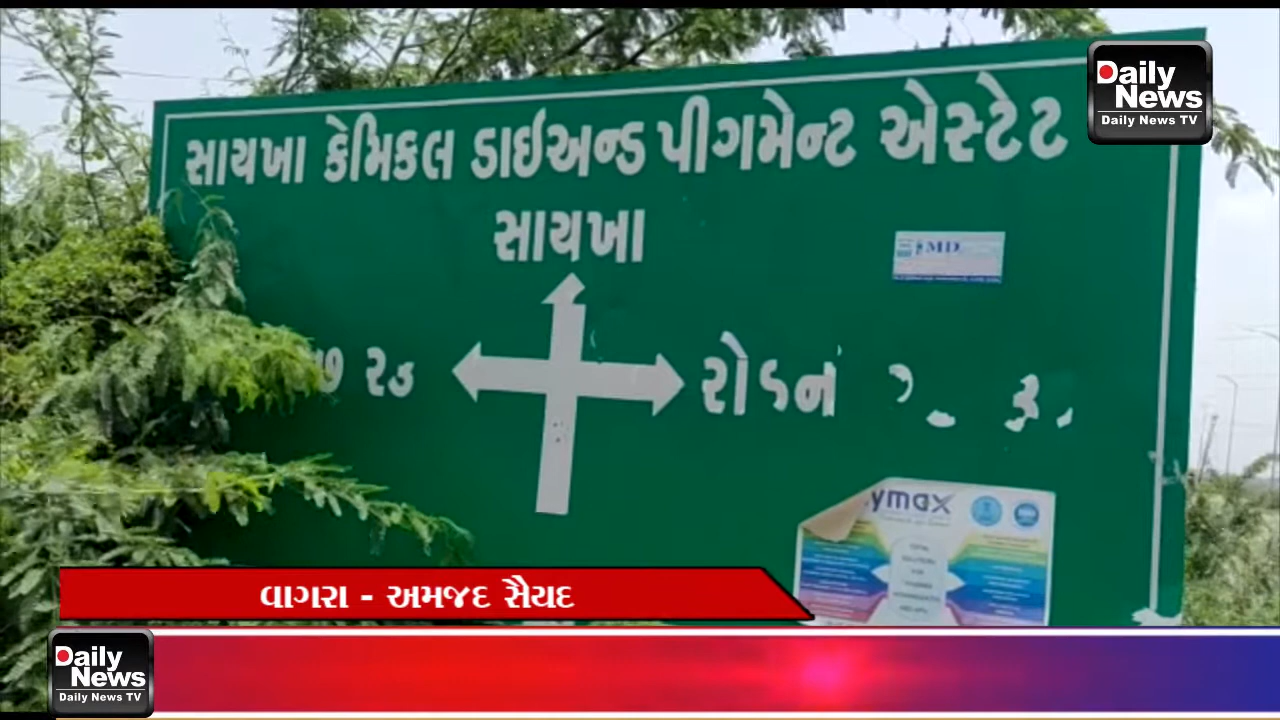 Daily
News
Daily News TV
સાયખા કેમિકલ ડાઇઅન્ડ પીગમેન્ટ એસ્ટેટ
સાયખા
IMD
રોડનં
ymax
વાગરા - અમજદ સૈયદ
Daily
News
Daily News TV